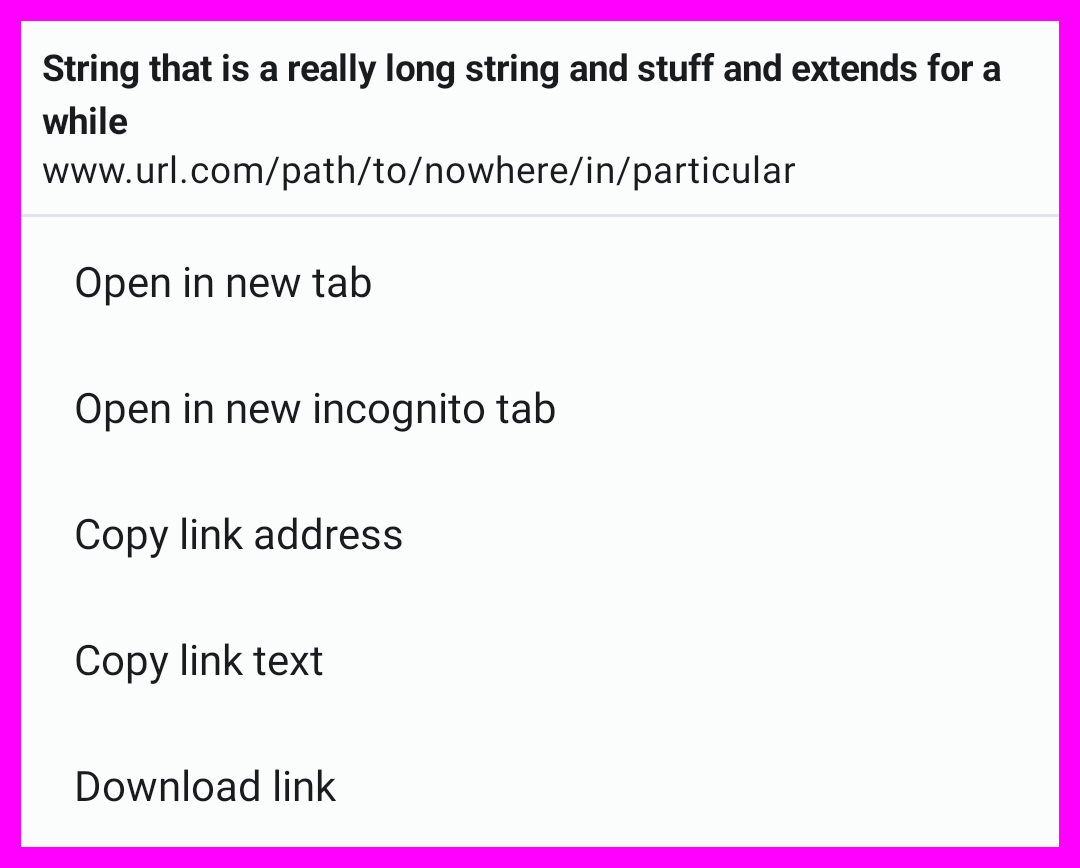 String that is a really long string and stuff and extends for a
while
www.url.com/path/to/nowhere/in/particular
Open in new tab
Open in new incognito tab
Copy link address
Copy link text
Download link